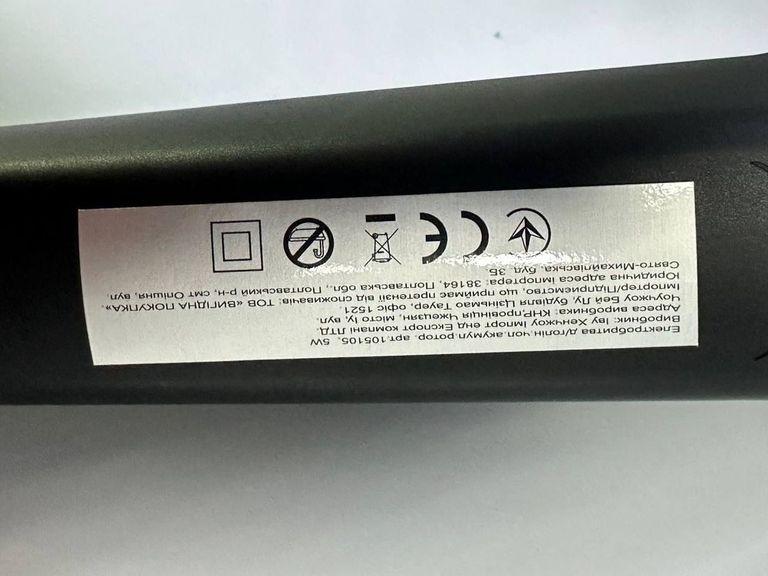 Електробритва д/голін.чол.акумул.ротор. арт.105105, 5W
Виробник: Іву Хенжоу Імпорт енд Експорт компані ЛТД.
Адреса виробника: КНР.провінція Чжецзян, місто Іу, вул.
Чоучжоу Бей Лу, будівля Цзіньмао Тауер, офіс 1521.
Імпортер/Підприємство, що приймає претензії від споживачів: ТОВ «ВИГІДНА ПОКУПКА».
Юридична адреса імпортера: 38164, Полтавська обл., Полтавський р-н, смт Опішня, вул.
Свято-Михайлівська, буд. 3Б
CE